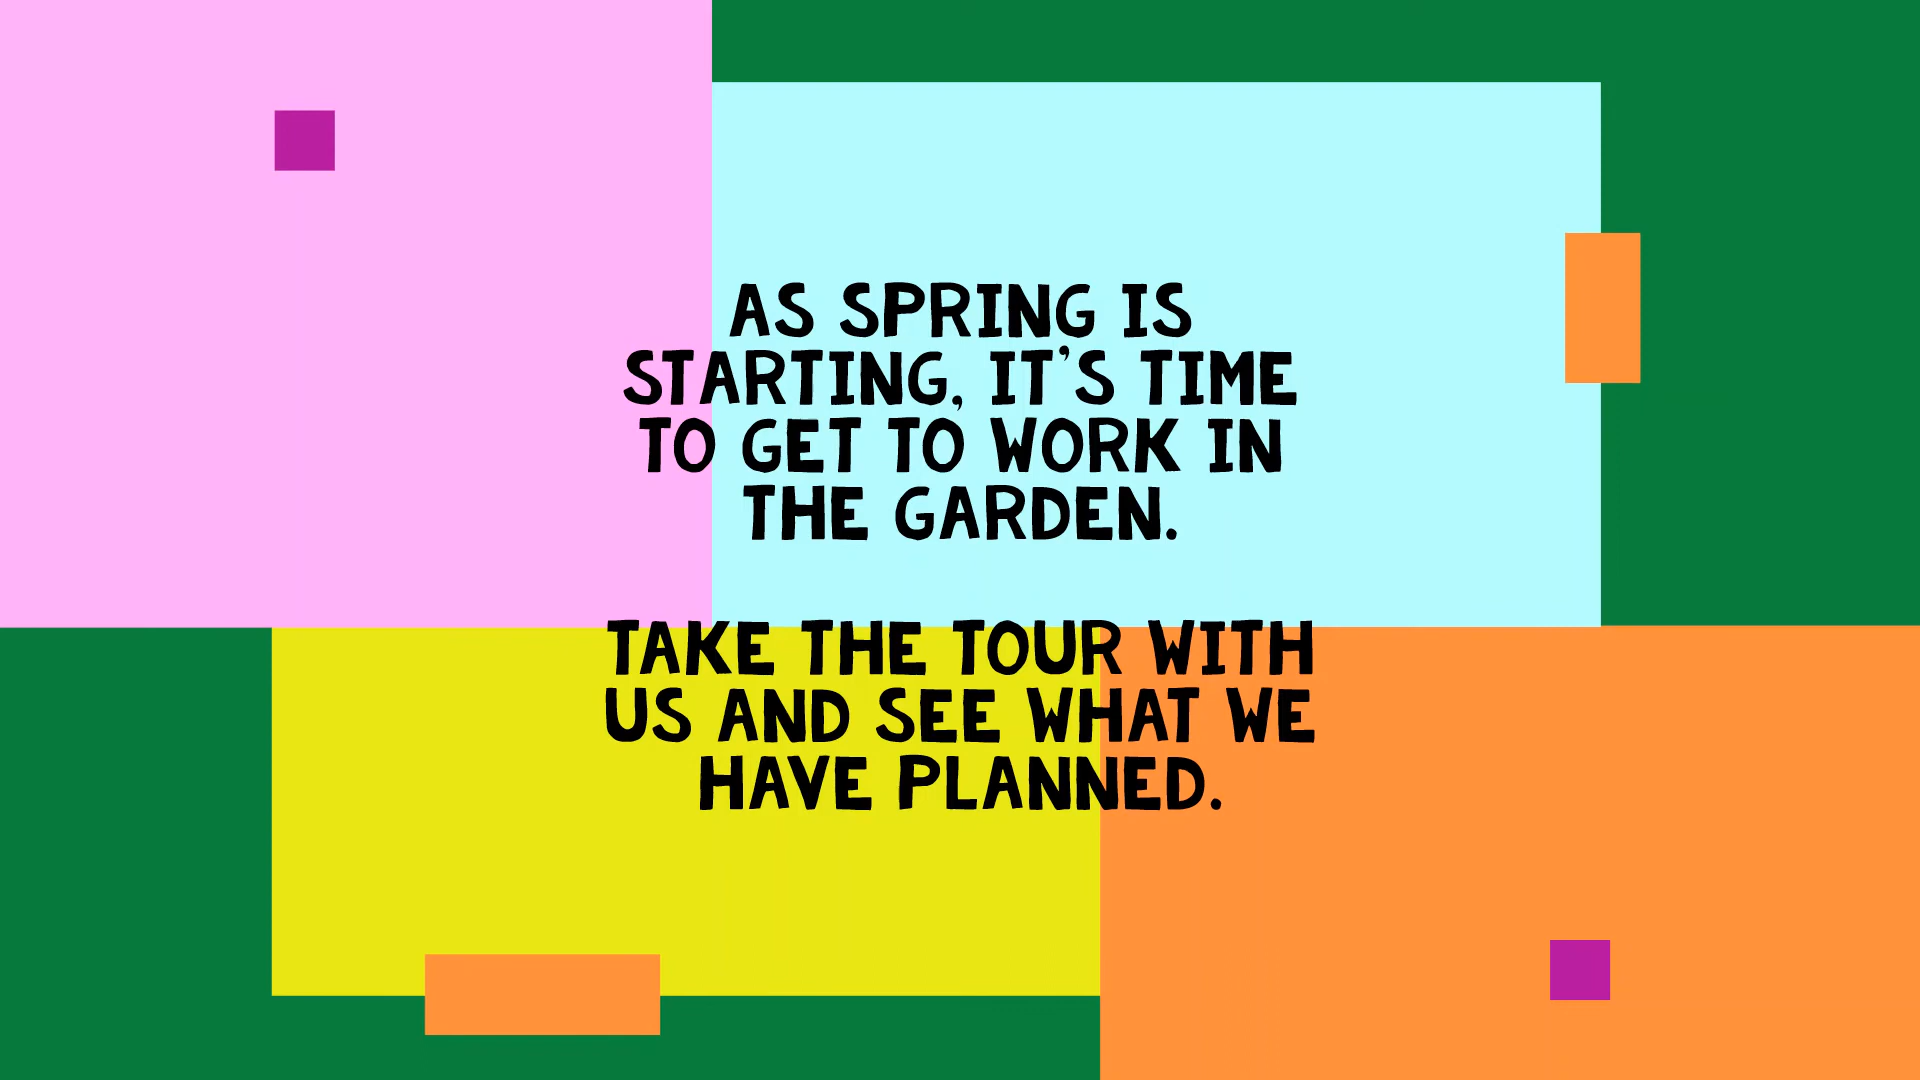 AS SPRING IS
STARTING, IT'S TIME
TO GET TO WORK IN
THE GARDEN.
TAKE THE TOUR WITH
US AND SEE WHAT WE
HAVE PLANNED.